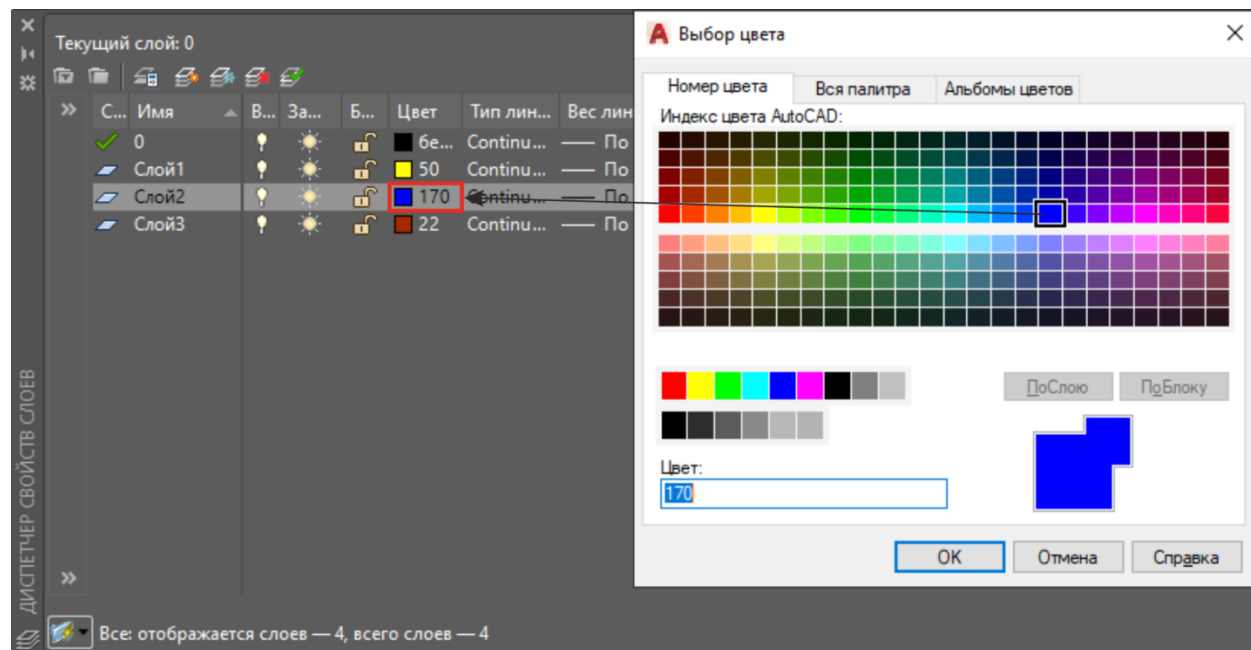 Текущий слой: 0
С... Имя В... За... Б... Цвет Тип лин... Вес лин
0 бе... Continu... По
Слой1 50 Continu... По
Слой2 170 Continu... По
Слой3 22 Continu... По
ДИСПЕТЧЕР СВОЙСТВ СЛОЕВ
Все: отображается слоев — 4, всего слоев — 4
Выбор цвета
Номер цвета Вся палитра Альбомы цветов
Индекс цвета AutoCAD:
ПоСлою ПоБлоку
Цвет:
170
ОК Отмена Справка